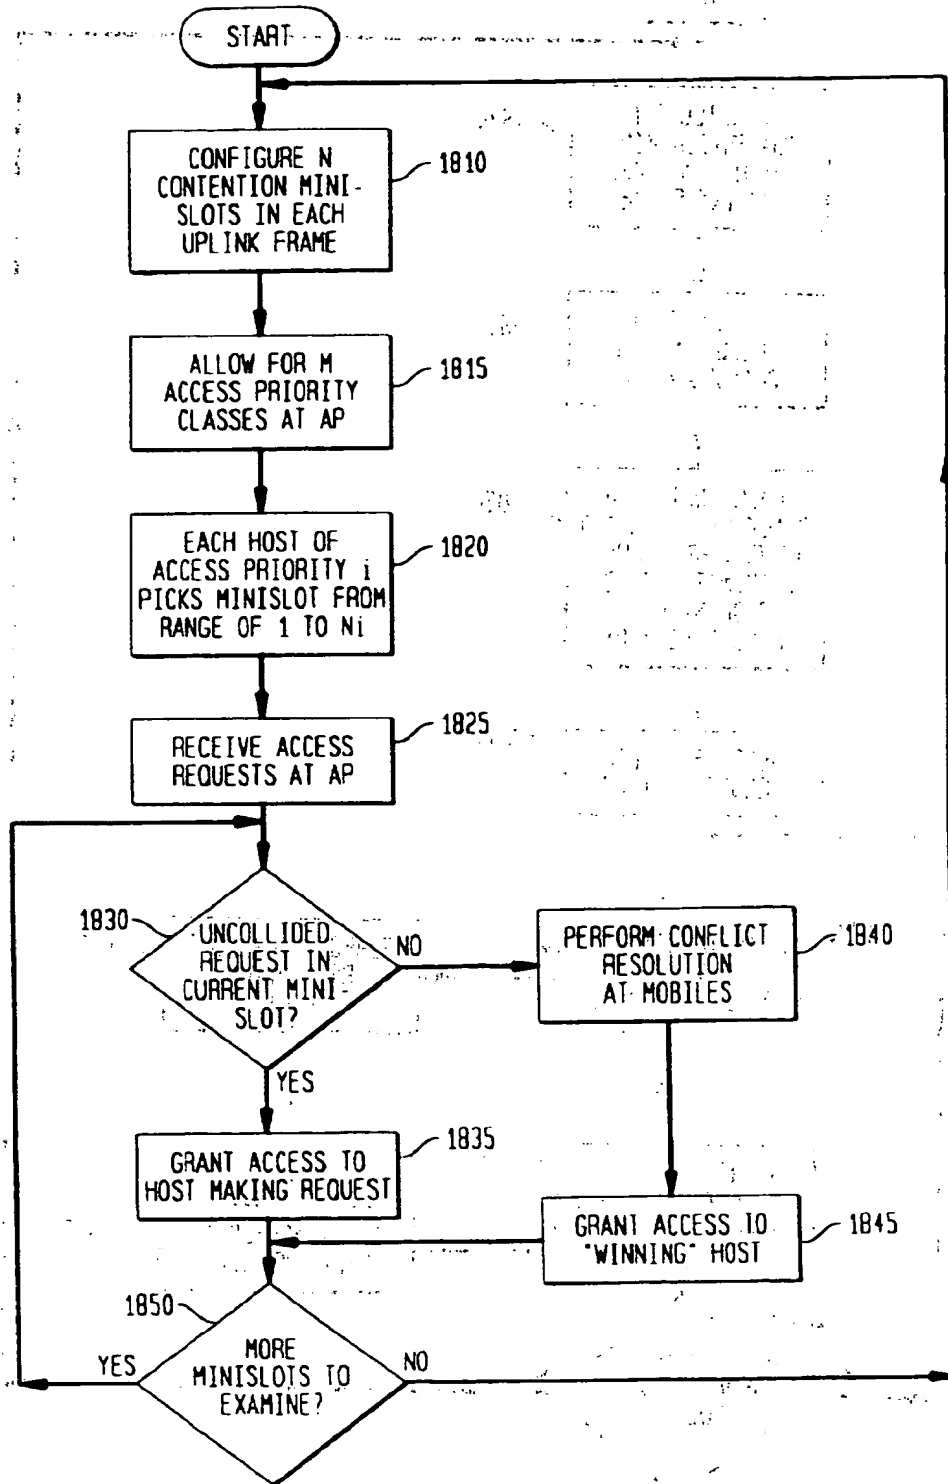 START
CONFIGURE N
CONTENTION MINI-
SLOTS IN EACH
UPLINK FRAME
1810
ALLOW FOR M
ACCESS PRIORITY
CLASSES AT AP
1815
EACH HOST OF
ACCESS PRIORITY i
PICKS MINISLOT FROM
RANGE OF 1 TO Ni
1820
RECEIVE ACCESS
REQUESTS AT AP
1825
1830
UNCOLLIDED
REQUEST IN
CURRENT MINI-
SLOT?
NO
YES
PERFORM CONFLICT
RESOLUTION
AT MOBILES
1840
GRANT ACCESS TO
HOST MAKING REQUEST
1835
GRANT ACCESS TO
"WINNING" HOST
1845
1850
MORE
MINISLOTS TO
EXAMINE?
YES
NO